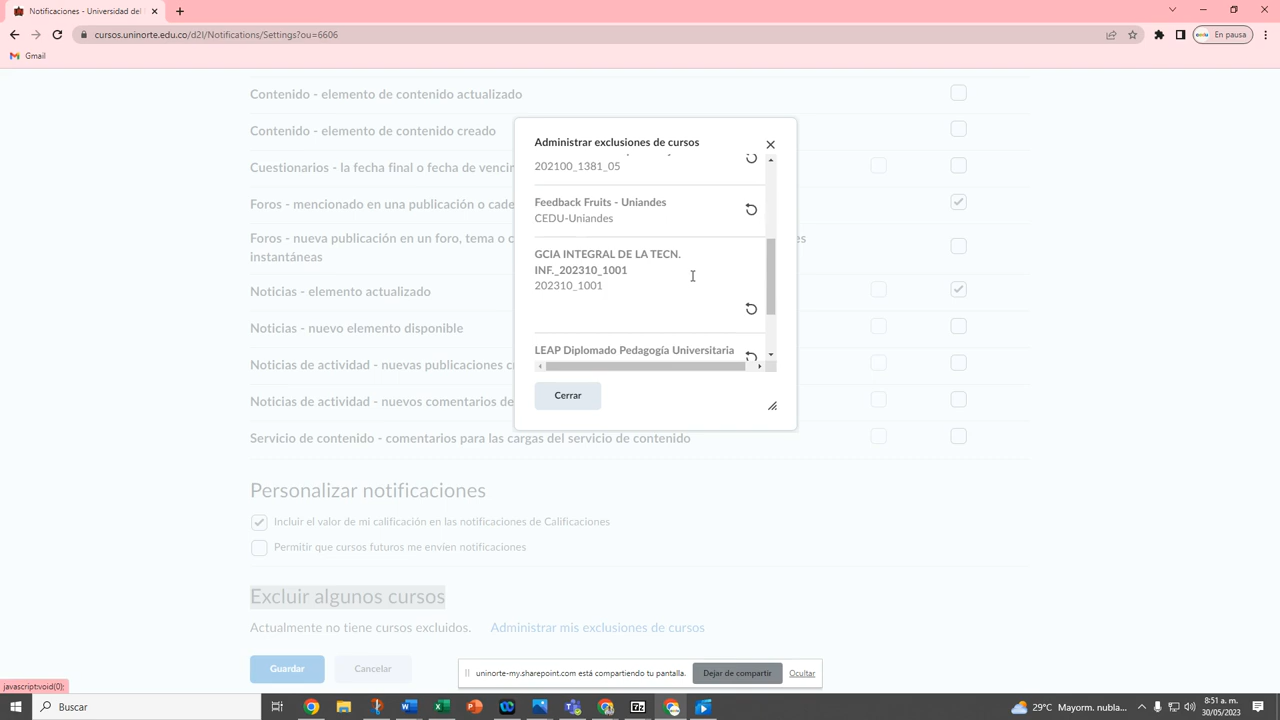 Notificaciones - Universidad del
cursos.uninorte.edu.co/d2l/Notifications/Settings?ou=6606
En pausa
Gmail
Contenido - elemento de contenido actualizado
Contenido - elemento de contenido creado
Cuestionarios - la fecha final o fecha de vencir
Foros - mencionado en una publicación o cade
Foros - nueva publicación en un foro, tema o c
es
instantáneas
Noticias - elemento actualizado
Noticias - nuevo elemento disponible
Noticias de actividad - nuevas publicaciones c
Noticias de actividad - nuevos comentarios de
Servicio de contenido - comentarios para las cargas del servicio de contenido
Administrar exclusiones de cursos
202100_1381_05
Feedback Fruits - Uniandes
CEDU-Uniandes
GCIA INTEGRAL DE LA TECN.
INF._202310_1001
202310_1001
LEAP Diplomado Pedagogía Universitaria
Cerrar
Personalizar notificaciones
Incluir el valor de mi calificación en las notificaciones de Calificaciones
Permitir que cursos futuros me envíen notificaciones
Excluir algunos cursos
Actualmente no tiene cursos excluidos. Administrar mis exclusiones de cursos
Guardar
Cancelar
uninorte-my.sharepoint.com está compartiendo tu pantalla.
Dejar de compartir
Ocultar
javascript:void(0);
Buscar
29°C Mayorm. nubla...
8:51 a.m.
30/05/2023